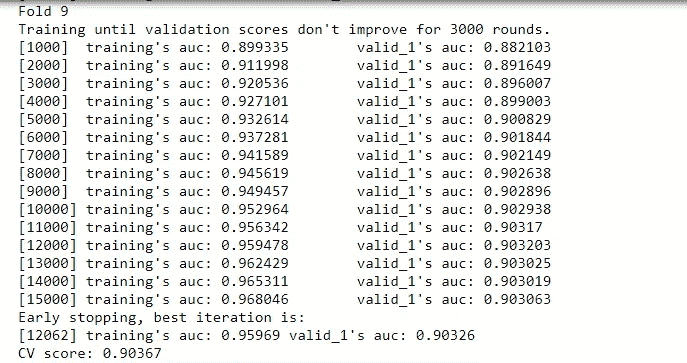 Fold 9
Training until validation scores don't improve for 3000 rounds.
[1000] training's auc: 0.899335 valid_1's auc: 0.882103
[2000] training's auc: 0.911998 valid_1's auc: 0.891649
[3000] training's auc: 0.920536 valid_1's auc: 0.896007
[4000] training's auc: 0.927101 valid_1's auc: 0.899003
[5000] training's auc: 0.932614 valid_1's auc: 0.900829
[6000] training's auc: 0.937281 valid_1's auc: 0.901844
[7000] training's auc: 0.941589 valid_1's auc: 0.902149
[8000] training's auc: 0.945619 valid_1's auc: 0.902638
[9000] training's auc: 0.949457 valid_1's auc: 0.902896
[10000] training's auc: 0.952964 valid_1's auc: 0.902938
[11000] training's auc: 0.956342 valid_1's auc: 0.90317
[12000] training's auc: 0.959478 valid_1's auc: 0.903203
[13000] training's auc: 0.962429 valid_1's auc: 0.903025
[14000] training's auc: 0.965311 valid_1's auc: 0.903019
[15000] training's auc: 0.968046 valid_1's auc: 0.903063
Early stopping, best iteration is:
[12062] training's auc: 0.95969 valid_1's auc: 0.90326
CV score: 0.90367